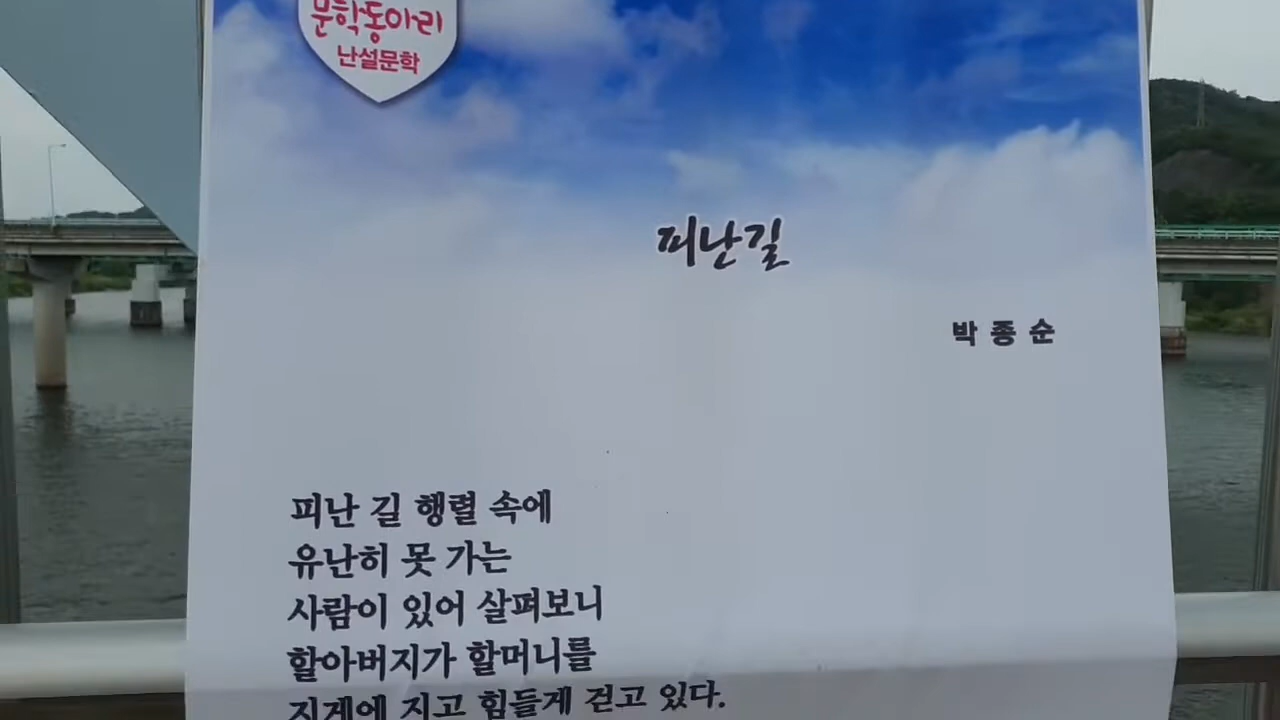 문학동아리
난설문학
피난길
박종순
피난 길 행렬 속에
유난히 못 가는
사람이 있어 살펴보니
할아버지가 할머니를
지게에 지고 힘들게 걷고 있다.